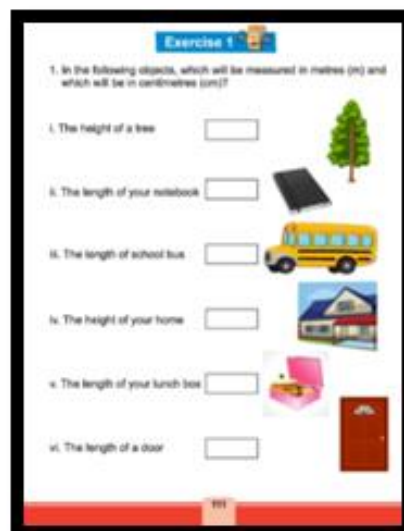 Exercise 1
1. In the following objects, which will be measured in metres (m) and
which will be in centimetres (cm)?
i. The height of a tree
ii. The length of your notebook
iii. The length of school bus
iv. The height of your home
v. The length of your lunch box
vi. The length of a door
111